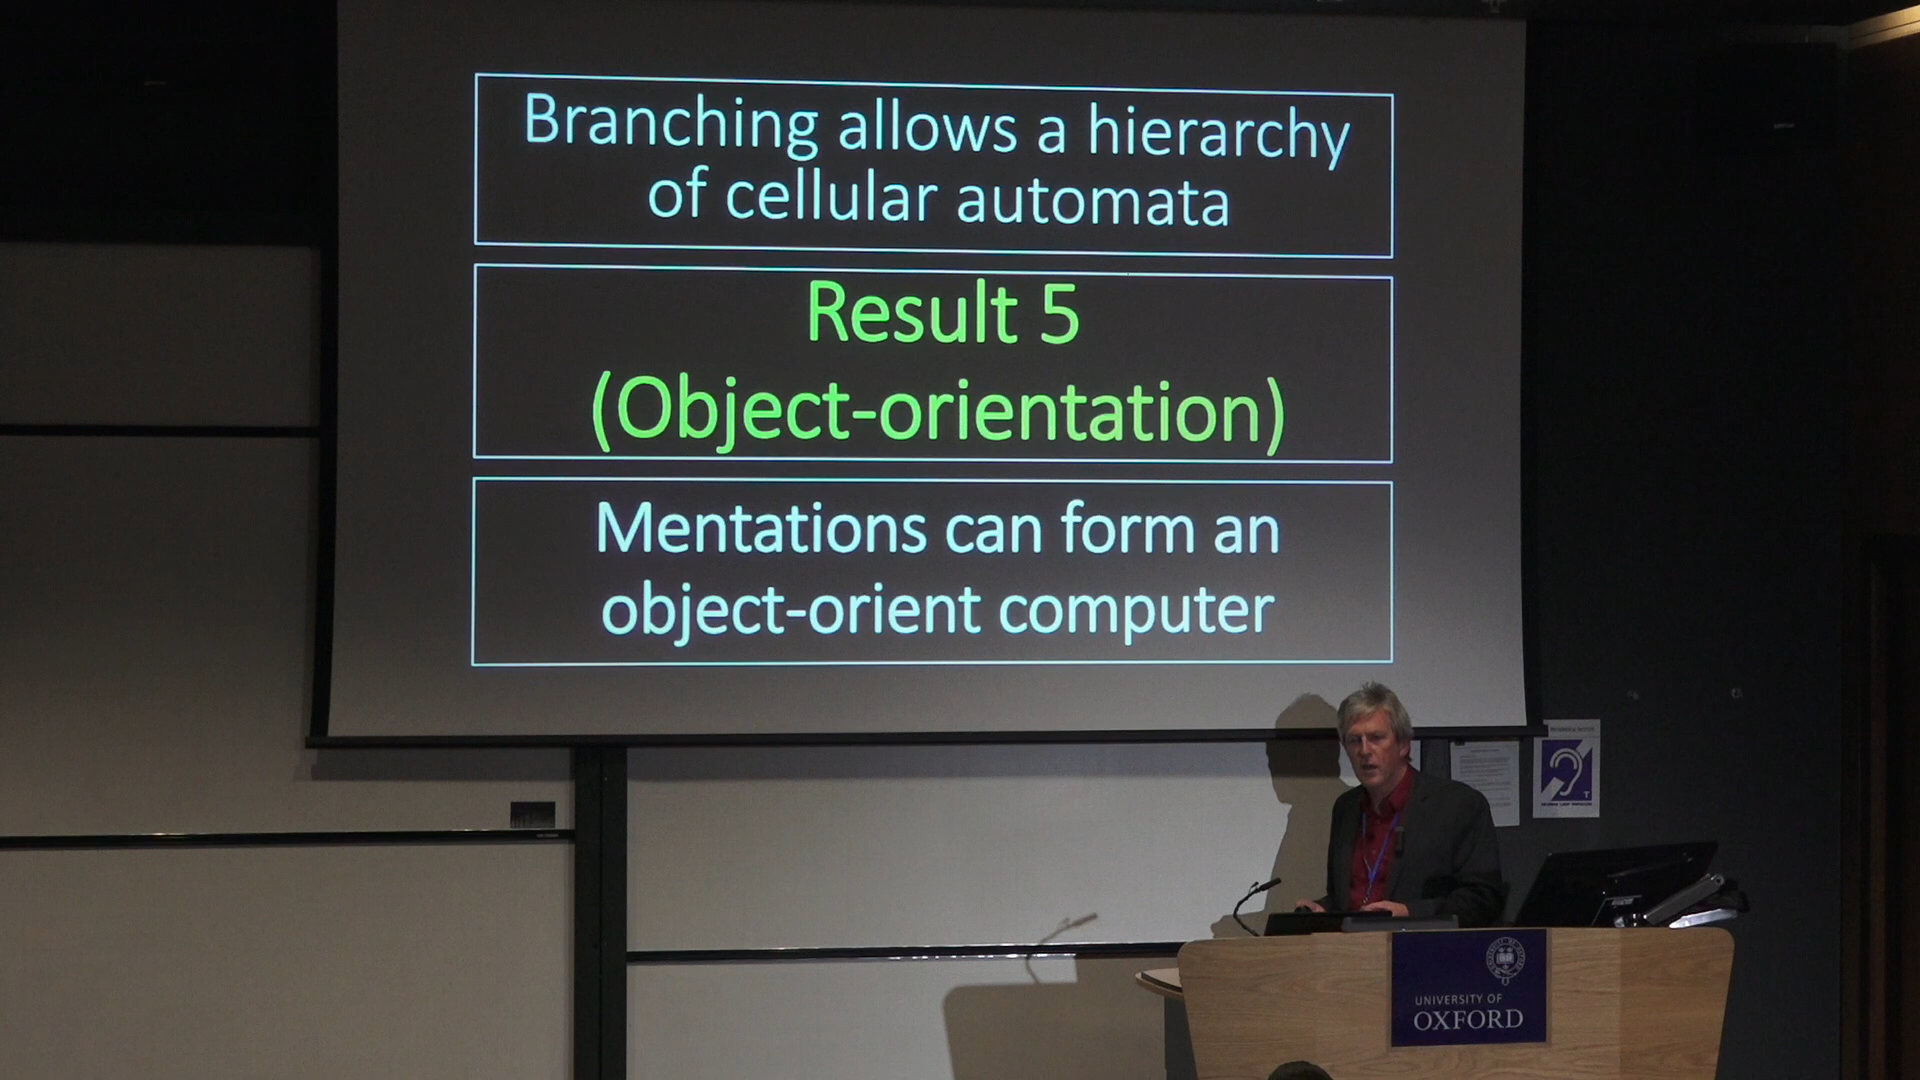 Branching allows a hierarchy
of cellular automata
Result 5
(Object-orientation)
Mentations can form an
object-orient computer
UNIVERSITY OF
OXFORD